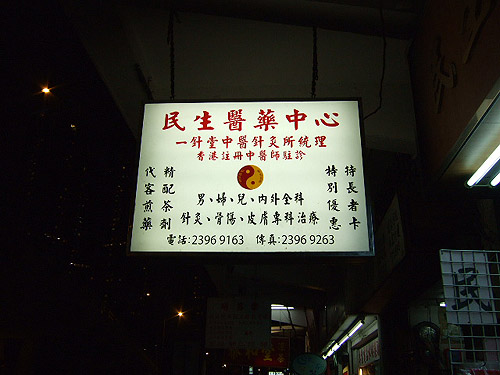 民生醫藥中心
一針堂中醫針灸所統理
香港註冊中醫師駐診
持長者卡
特別優惠
精配茶劑
代客煎藥
男、婦、兒、內外全科
針灸、骨傷、皮膚專科治療
電話:2396 9163 傳真:2396 9263